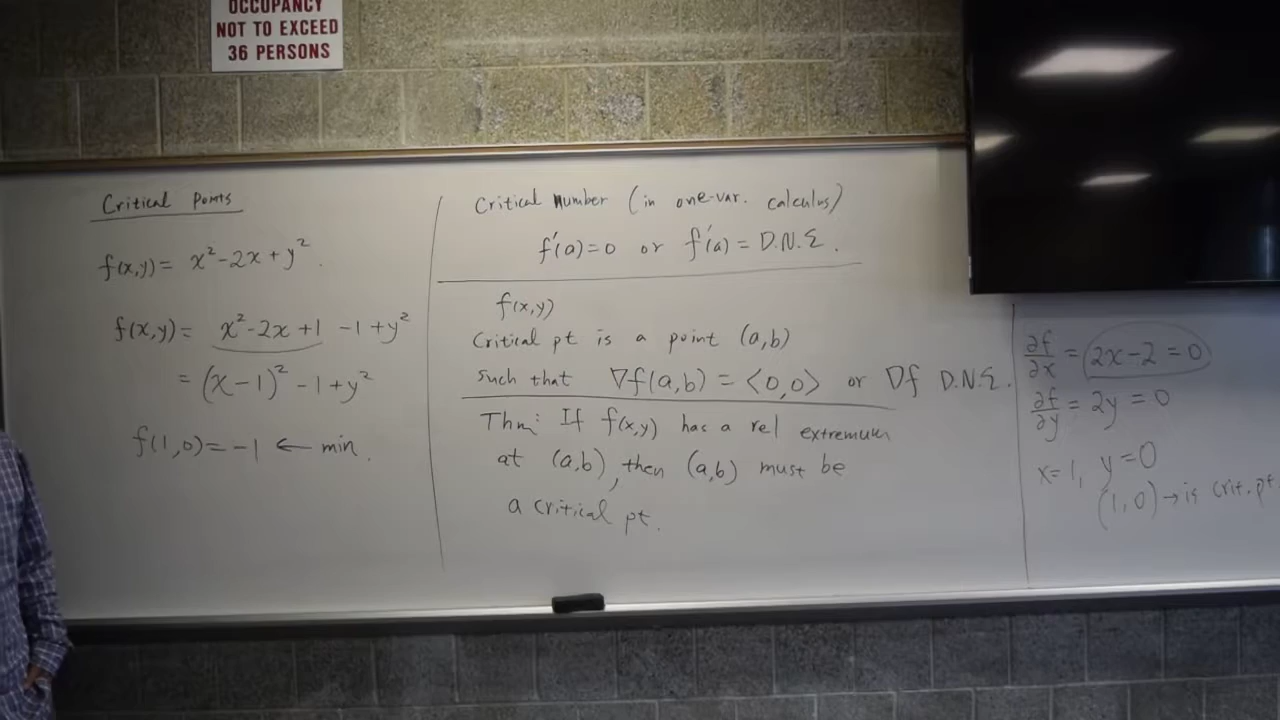 OCCUPANCY
NOT TO EXCEED
36 PERSONS
Critical Points
f(x,y) = x² - 2x + y².
f(x,y) = x² - 2x + 1 - 1 + y²
= (x - 1)² - 1 + y²
f(1,0) = -1 ← min.
Critical Number (in one-var. calculus)
f'(a) = 0 or f'(a) = D.N.E.
f(x,y)
Critical pt is a point (a,b)
such that ∇f(a,b) = ⟨0,0⟩ or ∇f D.N.E.
Thm: If f(x,y) has a rel extremum
at (a,b), then (a,b) must be
a critical pt.
∂f/∂x = 2x - 2 = 0
∂f/∂y = 2y = 0
x = 1, y = 0
(1,0) → is crit. pt